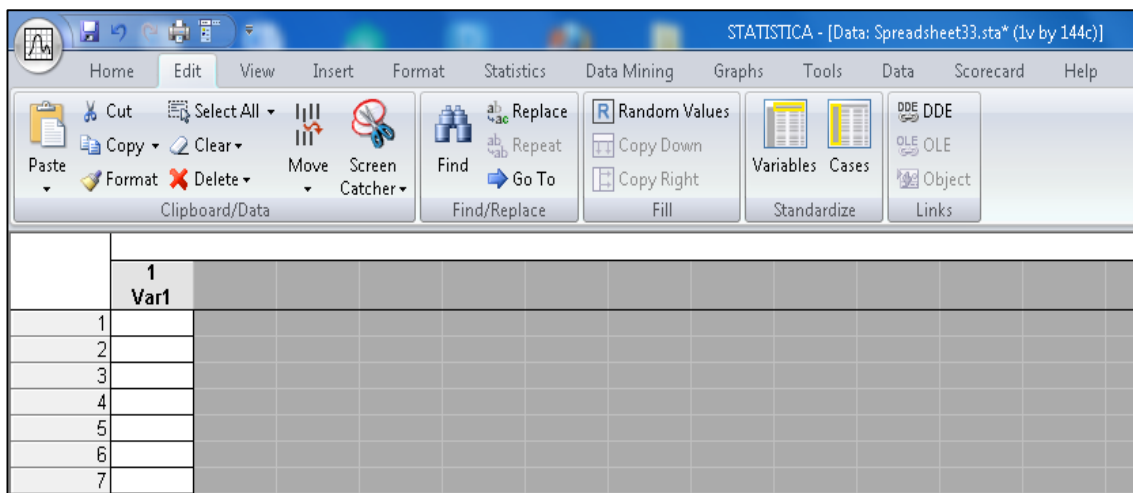 STATISTICA - [Data: Spreadsheet33.sta* (1v by 144c)]
Home Edit View Insert Format Statistics Data Mining Graphs Tools Data Scorecard Help
Cut Select All Replace Random Values DDE
Copy Clear Repeat Copy Down OLE
Paste Move Screen Catcher Find Variables Cases
Format Delete Go To Copy Right Object
Clipboard/Data Find/Replace Fill Standardize Links
1
Var1
1
2
3
4
5
6
7